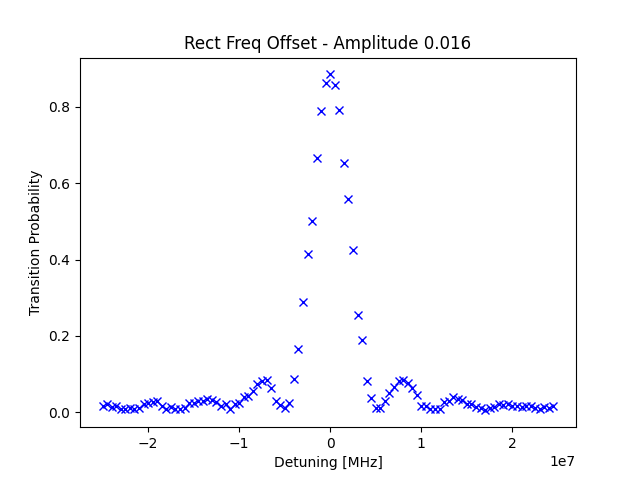 Rect Freq Offset - Amplitude 0.016
Transition Probability
0.8
0.6
0.4
0.2
0.0
−2
−1
0
1
2
1e7
Detuning [MHz]